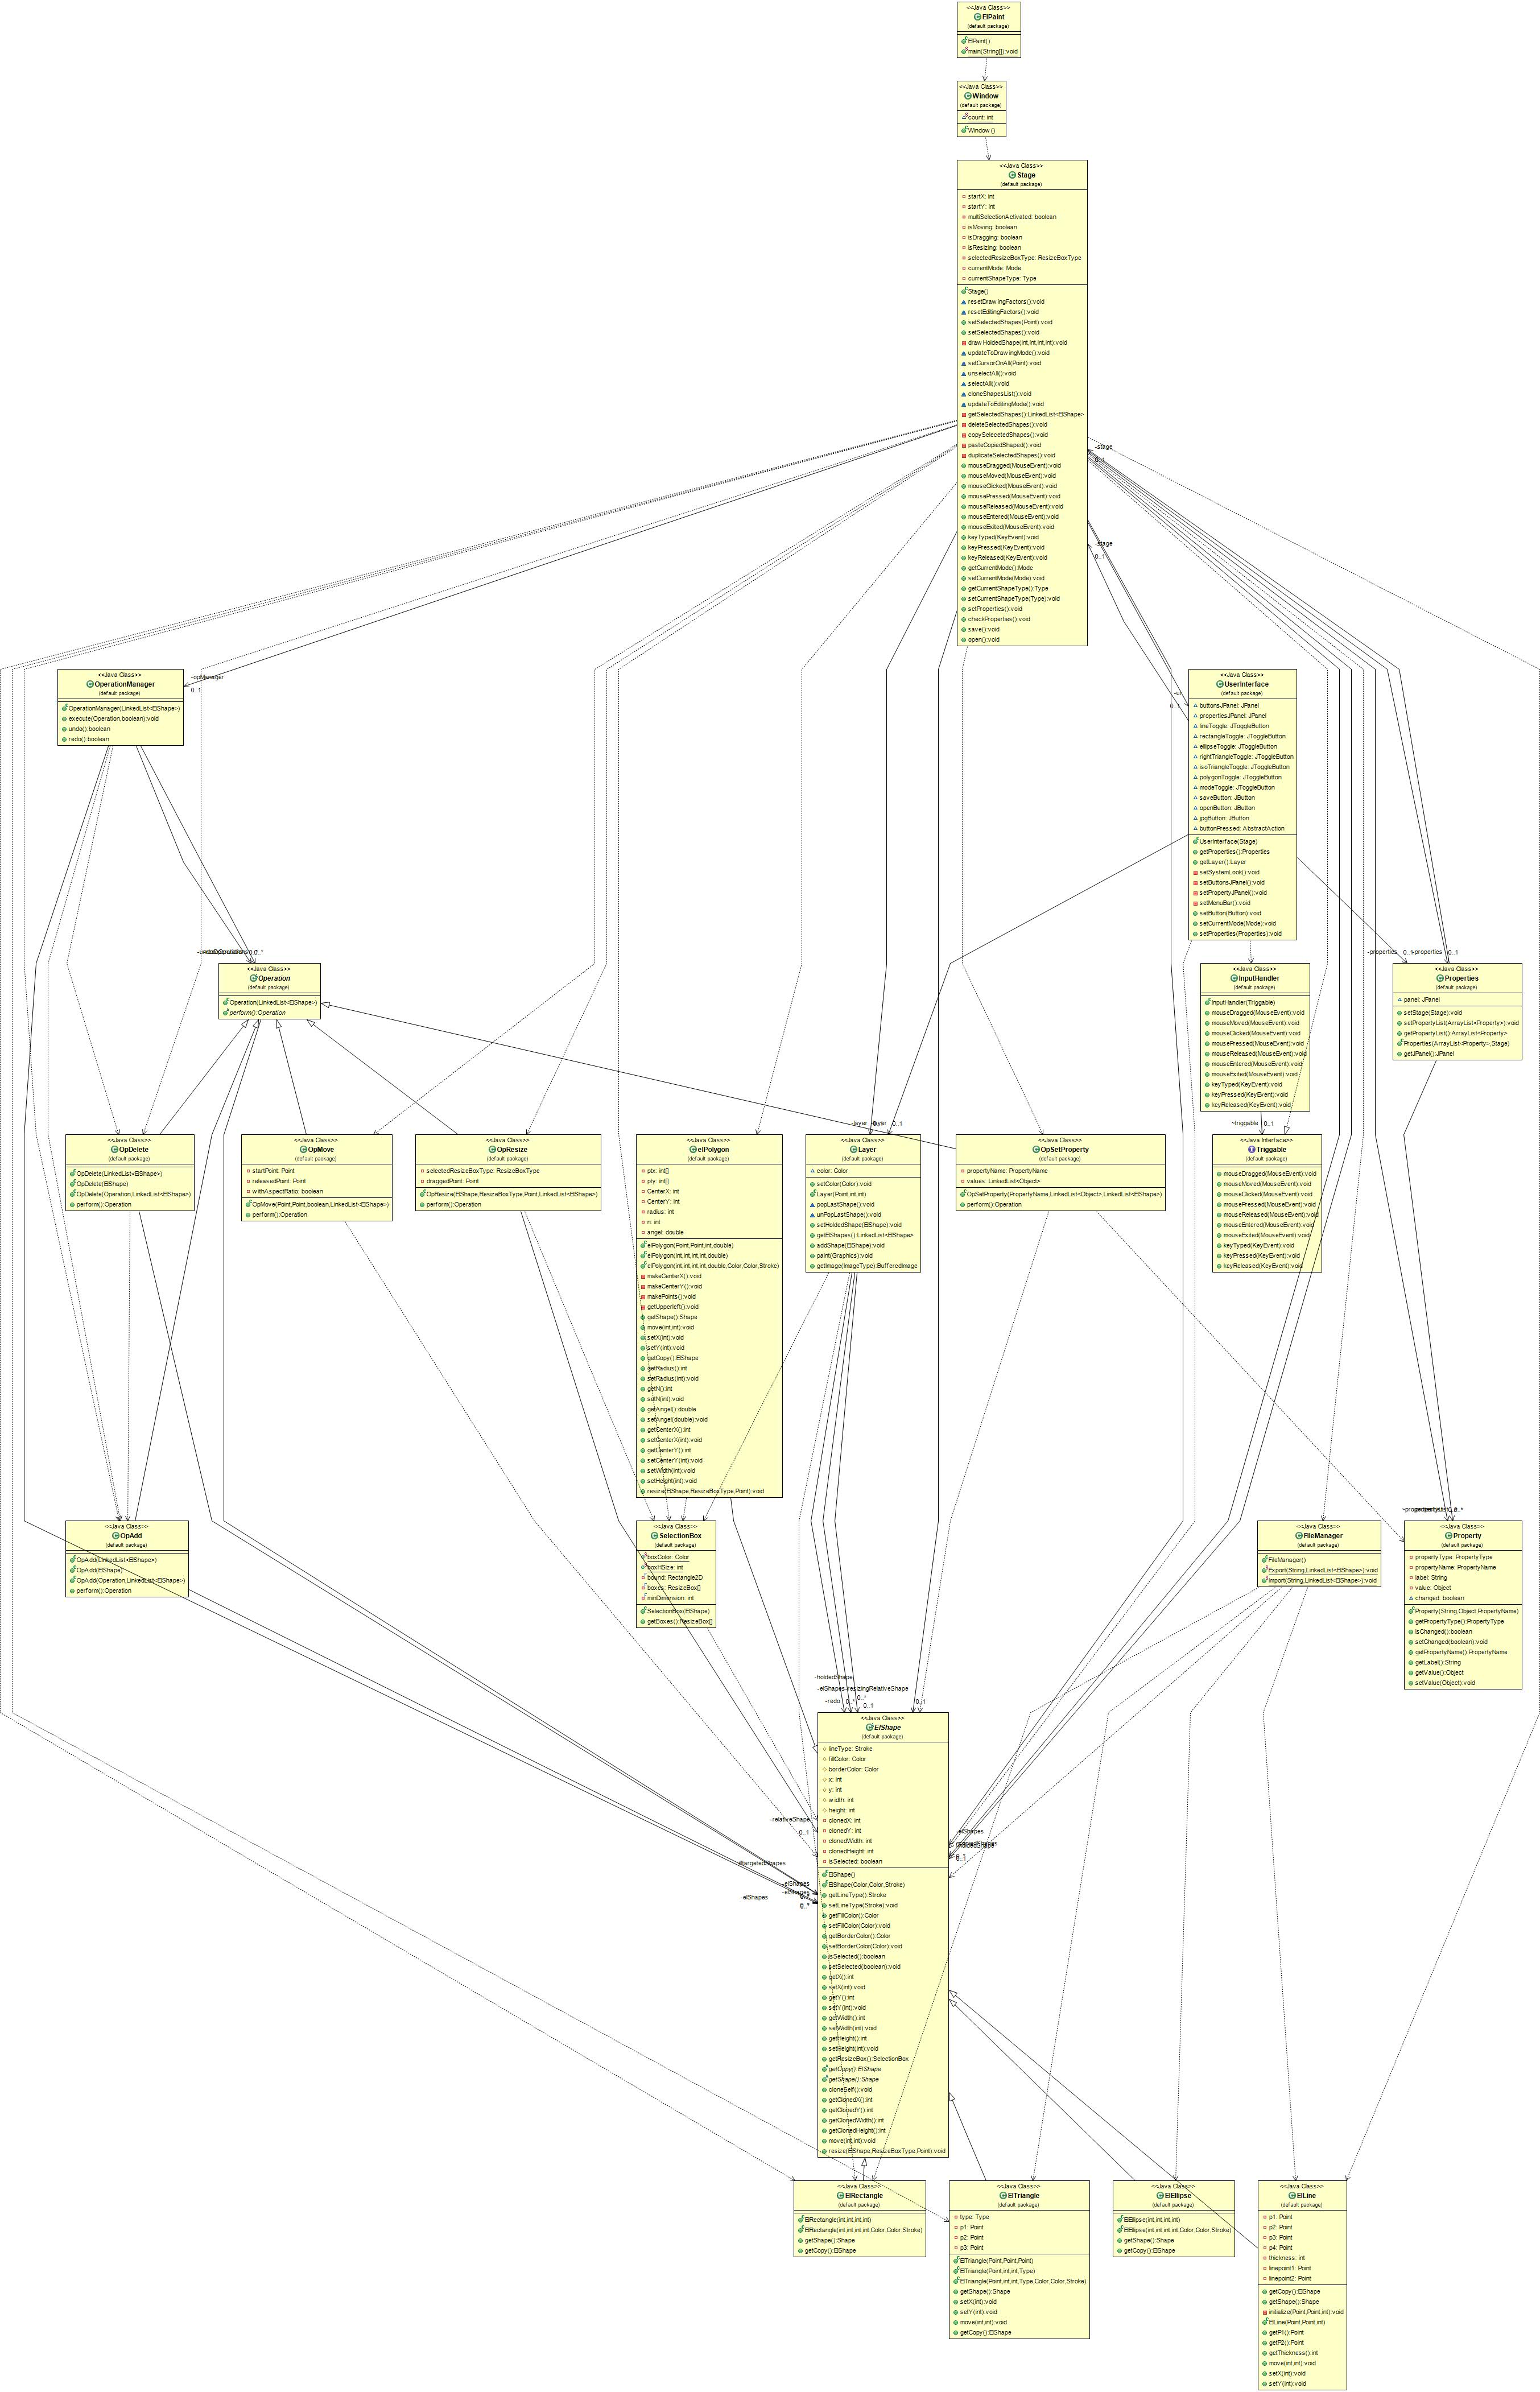 <<Java Class>>
ElPaint
(default package)
ElPaint()
main(String[]):void
<<Java Class>>
Window
(default package)
count: int
Window()
<<Java Class>>
Stage
(default package)
startX: int
startY: int
multiSelectionActivated: boolean
isMoving: boolean
isDragging: boolean
isResizing: boolean
selectedResizeBoxType: ResizeBoxType
currentMode: Mode
currentShapeType: Type
Stage()
resetDrawingFactors():void
resetEditingFactors():void
setSelectedShapes(Point):void
setSelectedShapes():void
drawHoldedShape(int,int,int,int):void
updateToDrawingMode():void
setCursorOnAll(Point):void
unselectAll():void
selectAll():void
cloneShapesList():void
updateToEditingMode():void
getSelectedShapes():LinkedList<ElShape>
deleteSelectedShapes():void
copySelecetedShapes():void
pasteCopiedShaped():void
duplicateSelectedShapes():void
mouseDragged(MouseEvent):void
mouseMoved(MouseEvent):void
mouseClicked(MouseEvent):void
mousePressed(MouseEvent):void
mouseReleased(MouseEvent):void
mouseEntered(MouseEvent):void
mouseExited(MouseEvent):void
keyTyped(KeyEvent):void
keyPressed(KeyEvent):void
keyReleased(KeyEvent):void
getCurrentMode():Mode
setCurrentMode(Mode):void
getCurrentShapeType():Type
setCurrentShapeType(Type):void
setProperties():void
checkProperties():void
save():void
open():void
-stage
0..1
-stage
0..1
<<Java Class>>
OperationManager
(default package)
OperationManager(LinkedList<ElShape>)
execute(Operation,boolean):void
undo():boolean
redo():boolean
-opManager
0..1
-ui
0..1
<<Java Class>>
UserInterface
(default package)
buttonsJPanel: JPanel
propertiesJPanel: JPanel
lineToggle: JToggleButton
rectangleToggle: JToggleButton
ellipseToggle: JToggleButton
rightTriangleToggle: JToggleButton
isoTriangleToggle: JToggleButton
polygonToggle: JToggleButton
modeToggle: JToggleButton
saveButton: JButton
openButton: JButton
jpgButton: JButton
buttonPressed: AbstractAction
UserInterface(Stage)
getProperties():Properties
getLayer():Layer
setSystemLook():void
setButtonsJPanel():void
setPropertyJPanel():void
setMenuBar():void
setButton(Button):void
setCurrentMode(Mode):void
setProperties(Properties):void
<<Java Class>>
Operation
(default package)
Operation(LinkedList<ElShape>)
perform():Operation
<<Java Class>>
InputHandler
(default package)
InputHandler(Triggable)
mouseDragged(MouseEvent):void
mouseMoved(MouseEvent):void
mouseClicked(MouseEvent):void
mousePressed(MouseEvent):void
mouseReleased(MouseEvent):void
mouseEntered(MouseEvent):void
mouseExited(MouseEvent):void
keyTyped(KeyEvent):void
keyPressed(KeyEvent):void
keyReleased(KeyEvent):void
-properties
-properties
0..1
<<Java Class>>
Properties
(default package)
panel: JPanel
setStage(Stage):void
setPropertyList(ArrayList<Property>):void
getPropertyList():ArrayList<Property>
Properties(ArrayList<Property>,Stage)
getJPanel():JPanel
<<Java Class>>
OpDelete
(default package)
OpDelete(LinkedList<ElShape>)
OpDelete(ElShape)
OpDelete(Operation,LinkedList<ElShape>)
perform():Operation
<<Java Class>>
OpMove
(default package)
startPoint: Point
releasedPoint: Point
withAspectRatio: boolean
OpMove(Point,Point,boolean,LinkedList<ElShape>)
perform():Operation
<<Java Class>>
OpResize
(default package)
selectedResizeBoxType: ResizeBoxType
draggedPoint: Point
OpResize(ElShape,ResizeBoxType,Point,LinkedList<ElShape>)
perform():Operation
<<Java Class>>
elPolygon
(default package)
ptx: int[]
pty: int[]
CenterX: int
CenterY: int
radius: int
n: int
angel: double
elPolygon(Point,Point,int,double)
elPolygon(int,int,int,int,double)
elPolygon(int,int,int,int,double,Color,Color,Stroke)
makeCenterX():void
makeCenterY():void
makePoints():void
getUpperleft():void
getShape():Shape
move(int,int):void
setX(int):void
setY(int):void
getCopy():ElShape
getRadius():int
setRadius(int):void
getN():int
setN(int):void
getAngel():double
setAngel(double):void
getCenterX():int
setCenterX(int):void
getCenterY():int
setCenterY(int):void
setWidth(int):void
setHeight(int):void
resize(ElShape,ResizeBoxType,Point):void
-layer
0..1
<<Java Class>>
Layer
(default package)
color: Color
setColor(Color):void
Layer(Point,int,int)
popLastShape():void
unPopLastShape():void
setHoldedShape(ElShape):void
getElShapes():LinkedList<ElShape>
addShape(ElShape):void
paint(Graphics):void
getImage(ImageType):BufferedImage
<<Java Class>>
OpSetProperty
(default package)
propertyName: PropertyName
values: LinkedList<Object>
OpSetProperty(PropertyName,LinkedList<Object>,LinkedList<ElShape>)
perform():Operation
~triggable
0..1
<<Java Interface>>
Triggable
(default package)
mouseDragged(MouseEvent):void
mouseMoved(MouseEvent):void
mouseClicked(MouseEvent):void
mousePressed(MouseEvent):void
mouseReleased(MouseEvent):void
mouseEntered(MouseEvent):void
mouseExited(MouseEvent):void
keyTyped(KeyEvent):void
keyPressed(KeyEvent):void
keyReleased(KeyEvent):void
<<Java Class>>
OpAdd
(default package)
OpAdd(LinkedList<ElShape>)
OpAdd(ElShape)
OpAdd(Operation,LinkedList<ElShape>)
perform():Operation
<<Java Class>>
SelectionBox
(default package)
boxColor: Color
boxHSize: int
bound: Rectangle2D
boxes: ResizeBox[]
minDimension: int
SelectionBox(ElShape)
getBoxes():ResizeBox[]
<<Java Class>>
FileManager
(default package)
FileManager()
Export(String,LinkedList<ElShape>):void
Import(String,LinkedList<ElShape>):void
<<Java Class>>
Property
(default package)
propertyType: PropertyType
propertyName: PropertyName
label: String
value: Object
changed: boolean
Property(String,Object,PropertyName)
getPropertyType():PropertyType
isChanged():boolean
setChanged(boolean):void
getPropertyName():PropertyName
getLabel():String
getValue():Object
setValue(Object):void
-holdedShape
-elShapes
-resizingRelativeShape
-redo
0..*
0..*
0..1
0..1
<<Java Class>>
ElShape
(default package)
lineType: Stroke
fillColor: Color
borderColor: Color
x: int
y: int
width: int
height: int
clonedX: int
clonedY: int
clonedWidth: int
clonedHeight: int
isSelected: boolean
ElShape()
ElShape(Color,Color,Stroke)
getLineType():Stroke
setLineType(Stroke):void
getFillColor():Color
setFillColor(Color):void
getBorderColor():Color
setBorderColor(Color):void
isSelected():boolean
setSelected(boolean):void
getX():int
setX(int):void
getY():int
setY(int):void
getWidth():int
setWidth(int):void
getHeight():int
setHeight(int):void
getResizeBox():SelectionBox
getCopy():ElShape
getShape():Shape
cloneSelf():void
getClonedX():int
getClonedY():int
getClonedWidth():int
getClonedHeight():int
move(int,int):void
resize(ElShape,ResizeBoxType,Point):void
-relativeShape
0..1
#targetedShapes
-elShapes
-elShapes
-elShapes
0..*
-elShapes
<<Java Class>>
ElRectangle
(default package)
ElRectangle(int,int,int,int)
ElRectangle(int,int,int,int,Color,Color,Stroke)
getShape():Shape
getCopy():ElShape
<<Java Class>>
ElTriangle
(default package)
type: Type
p1: Point
p2: Point
p3: Point
ElTriangle(Point,Point,Point)
ElTriangle(Point,int,int,Type)
ElTriangle(Point,int,int,Type,Color,Color,Stroke)
getShape():Shape
setX(int):void
setY(int):void
move(int,int):void
getCopy():ElShape
<<Java Class>>
ElEllipse
(default package)
ElEllipse(int,int,int,int)
ElEllipse(int,int,int,int,Color,Color,Stroke)
getShape():Shape
getCopy():ElShape
<<Java Class>>
ElLine
(default package)
p1: Point
p2: Point
p3: Point
p4: Point
thickness: int
linepoint1: Point
linepoint2: Point
getCopy():ElShape
getShape():Shape
initialize(Point,Point,int):void
ElLine(Point,Point,int)
getP1():Point
getP2():Point
getThickness():int
move(int,int):void
setX(int):void
setY(int):void